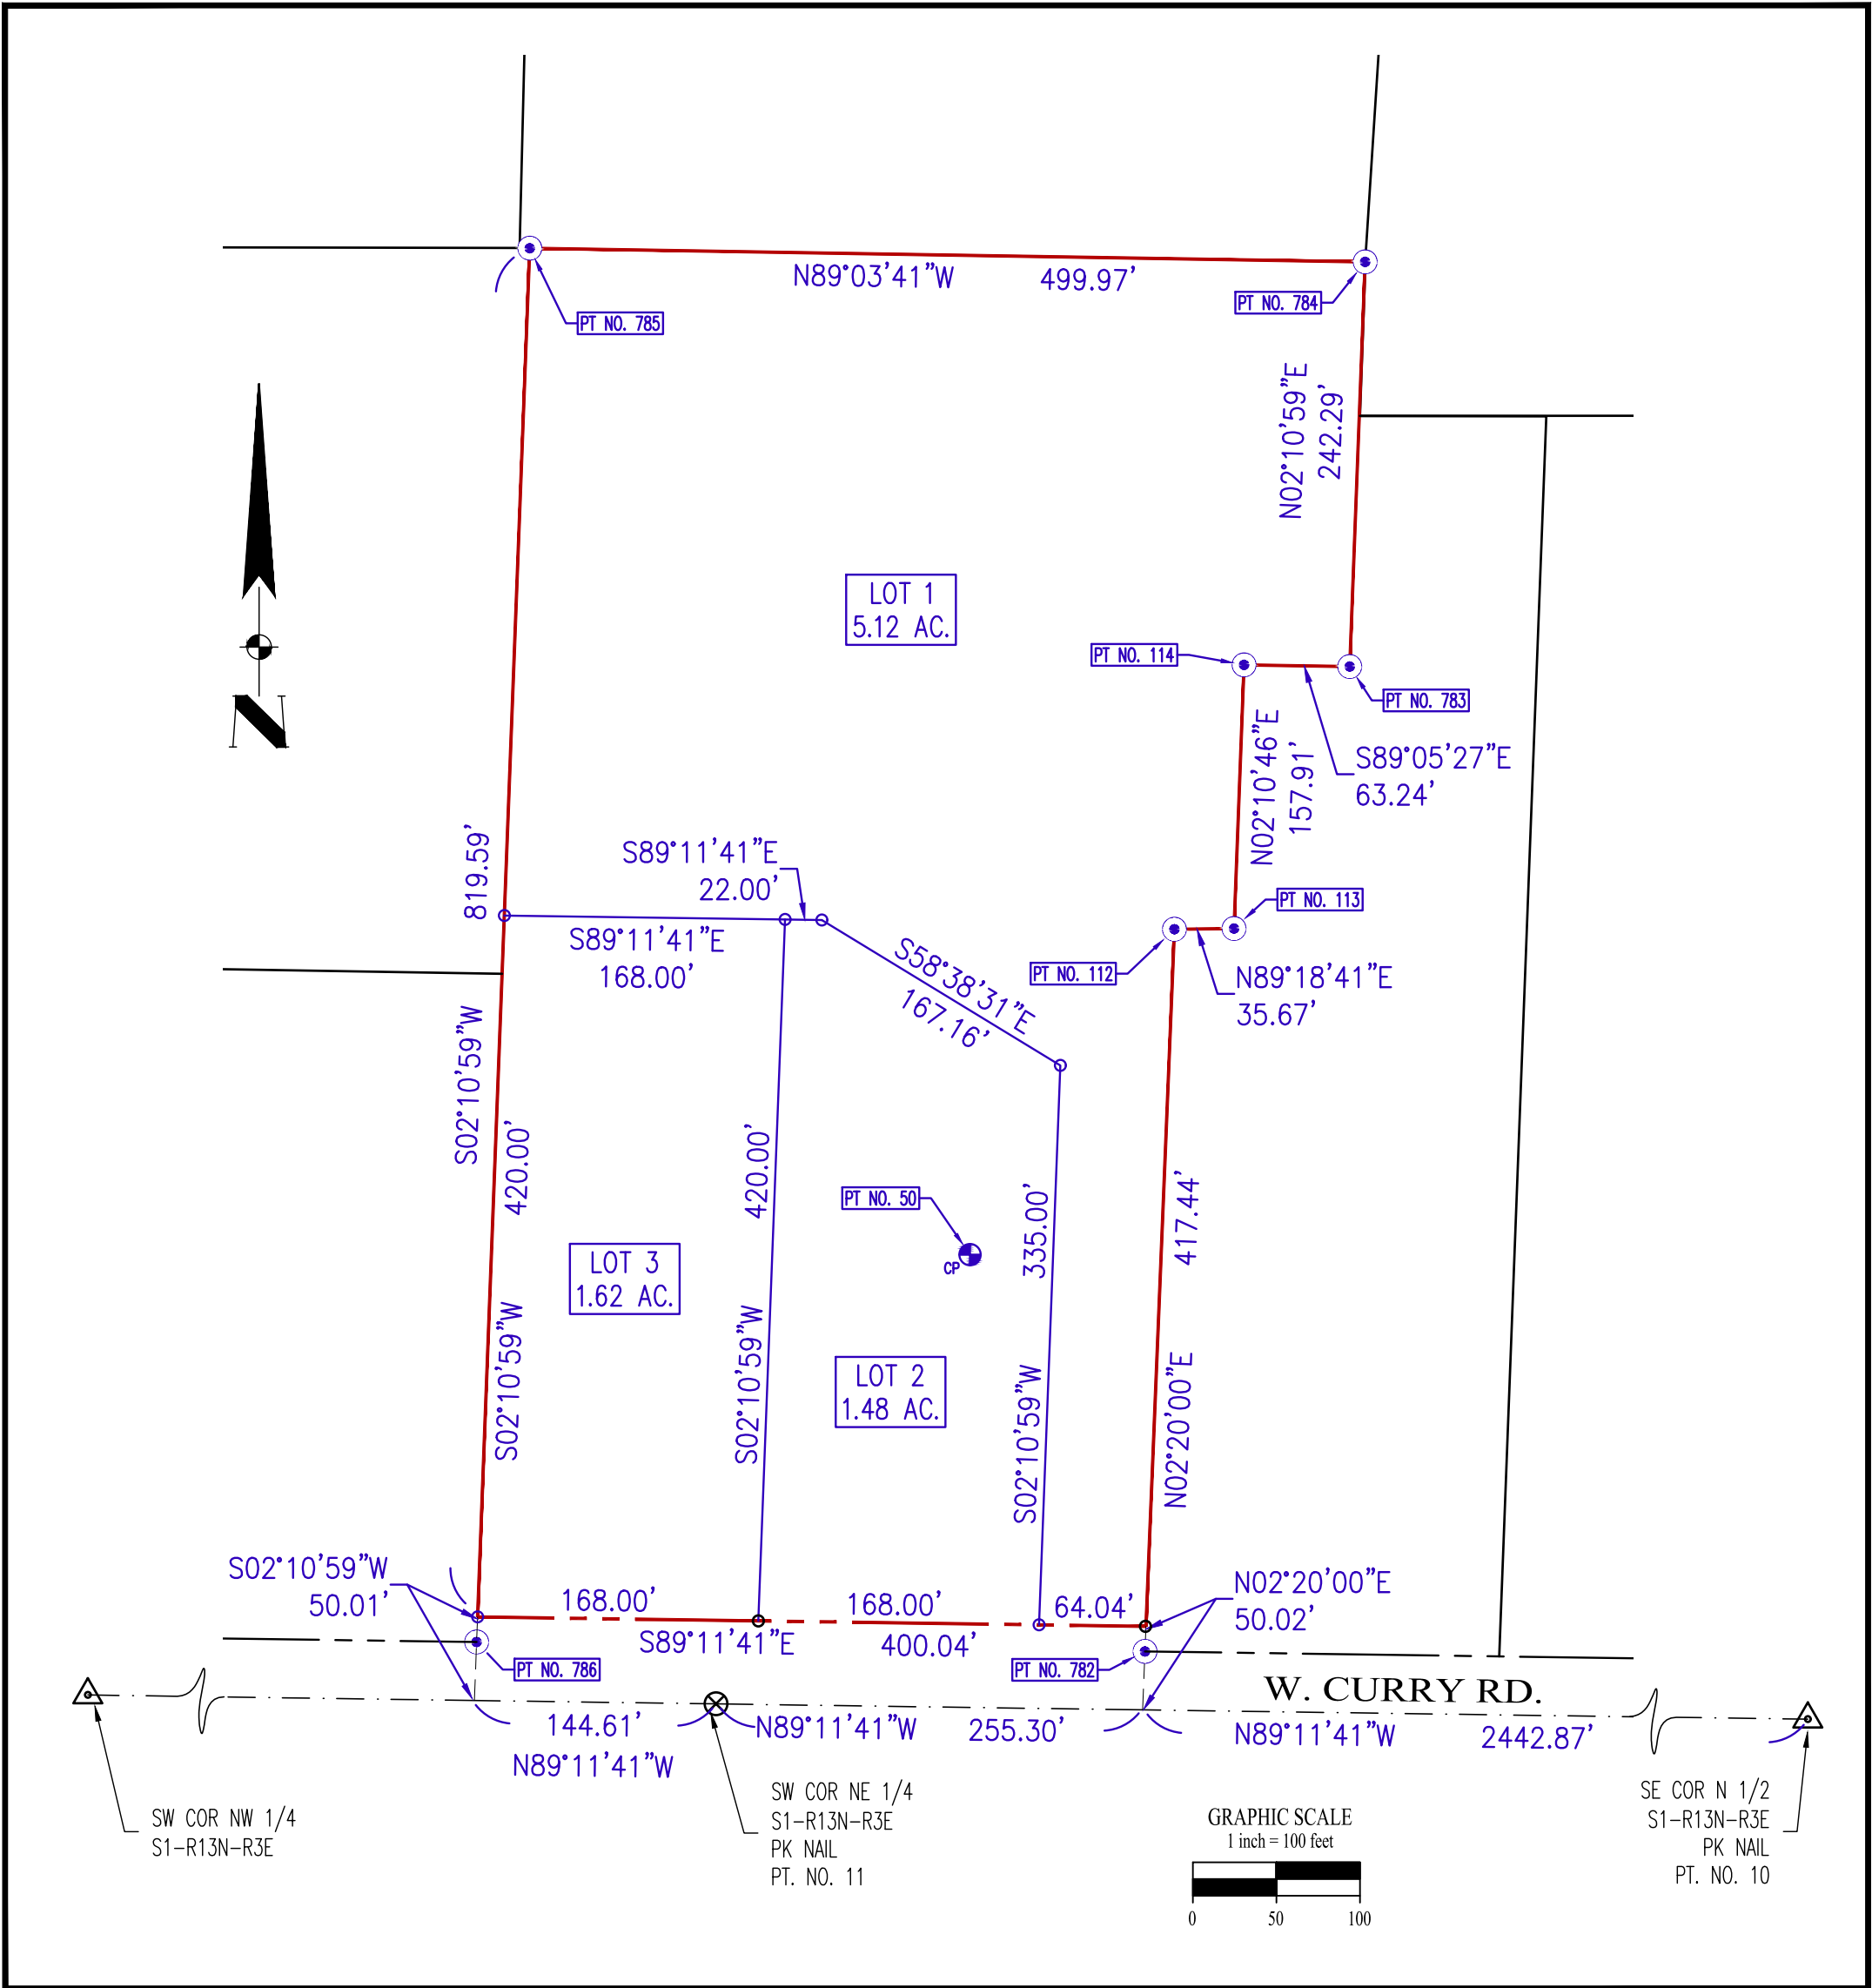 N89°03'41"W 499.97'
PT NO. 785
PT NO. 784
N02°10'59"E
242.29'
N
LOT 1
5.12 AC.
PT NO. 114
PT NO. 783
S89°05'27"E
63.24'
N02°10'46"E
157.91'
819.59'
S02°10'59"W
S89°11'41"E
22.00'
S89°11'41"E
168.00'
S58°38'31"E
167.16'
PT NO. 113
PT NO. 112
N89°18'41"E
35.67'
420.00'
S02°10'59"W
420.00'
S02°10'59"W
PT NO. 50
CP
335.00'
S02°10'59"W
417.44'
N02°20'00"E
LOT 3
1.62 AC.
LOT 2
1.48 AC.
S02°10'59"W
50.01'
168.00'
168.00'
64.04'
N02°20'00"E
50.02'
S89°11'41"E 400.04'
PT NO. 786
PT NO. 782
W. CURRY RD.
144.61'
N89°11'41"W
N89°11'41"W 255.30'
N89°11'41"W 2442.87'
SW COR NW 1/4
S1-R13N-R3E
SW COR NE 1/4
S1-R13N-R3E
PK NAIL
PT. NO. 11
SE COR N 1/2
S1-R13N-R3E
PK NAIL
PT. NO. 10
GRAPHIC SCALE
1 inch = 100 feet
0 50 100